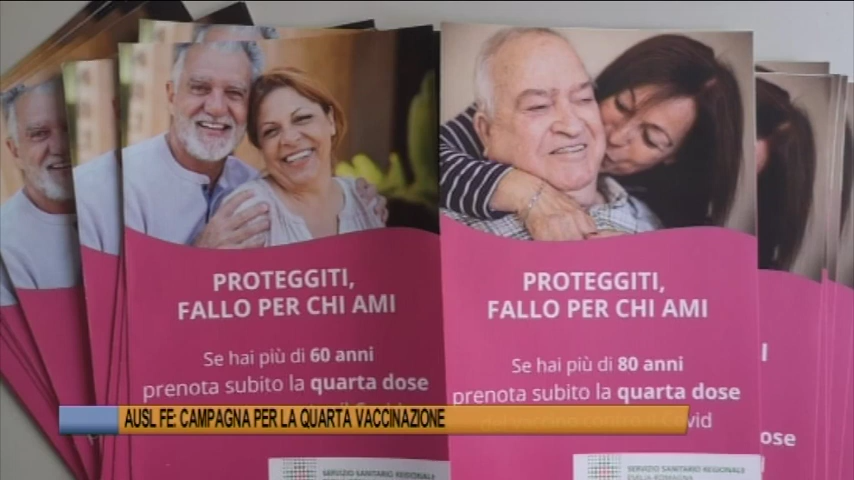 PROTEGGITI,
FALLO PER CHI AMI
Se hai più di 60 anni
prenota subito la quarta dose
PROTEGGITI,
FALLO PER CHI AMI
Se hai più di 80 anni
prenota subito la quarta dose
dose
AUSL FE: CAMPAGNA PER LA QUARTA VACCINAZIONE
SERVIZIO SANITARIO REGIONALE
SERVIZIO SANITARIO REGIONALE
EMILIA-ROMAGNA